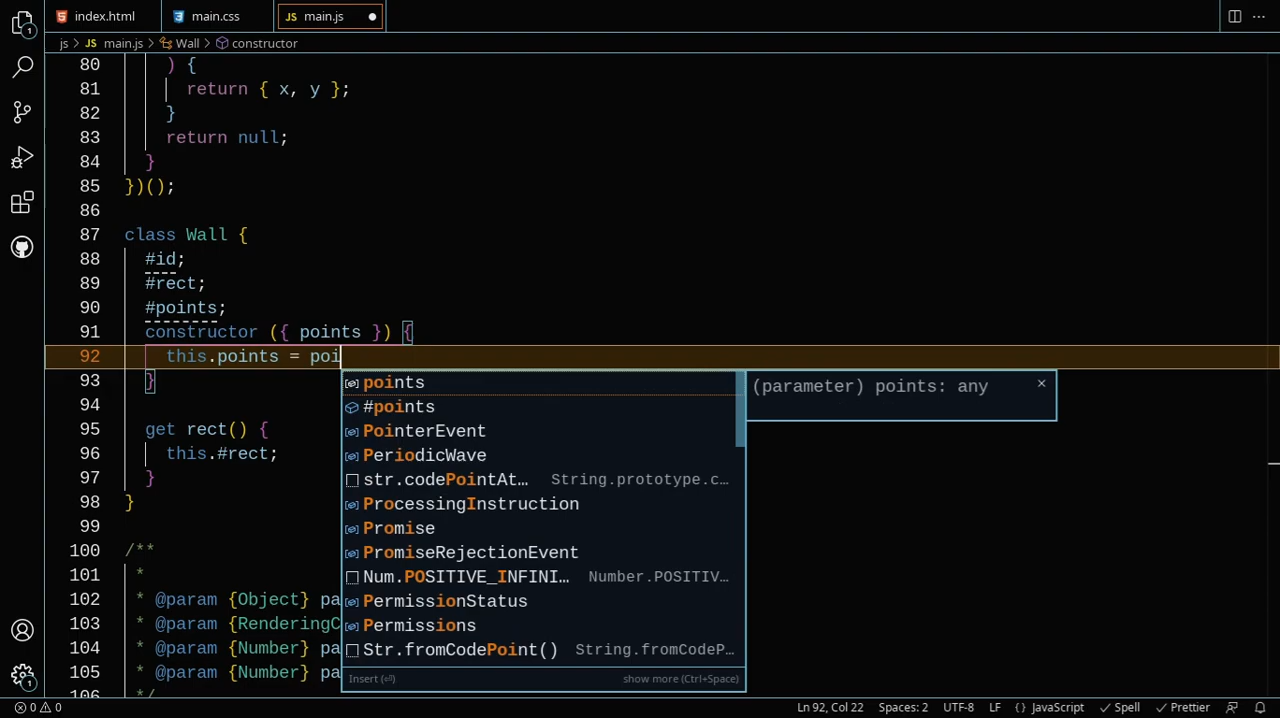 index.html
main.css
JS main.js
js > JS main.js > Wall > constructor
80 ) {
81 return { x, y };
82 }
83 return null;
84 }
85 })();
86
87 class Wall {
88 #id;
89 #rect;
90 #points;
91 constructor ({ points }) {
92 this.points = poi
93 }
94
95 get rect() {
96 this.#rect;
97 }
98 }
99
100 /**
101 *
102 * @param {Object} pa
103 * @param {RenderingC
104 * @param {Number} pa
105 * @param {Number} pa
106 */
points
#points
PointerEvent
PeriodicWave
str.codePointAt… String.prototype.c…
ProcessingInstruction
Promise
PromiseRejectionEvent
Num.POSITIVE_INFINI… Number.POSITIV…
PermissionStatus
Permissions
Str.fromCodePoint() String.fromCodeP…
Insert (⏎) show more (Ctrl+Space)
(parameter) points: any
1
1
0 0
Ln 92, Col 22 Spaces: 2 UTF-8 LF {} JavaScript ✓ Spell ✓ Prettier